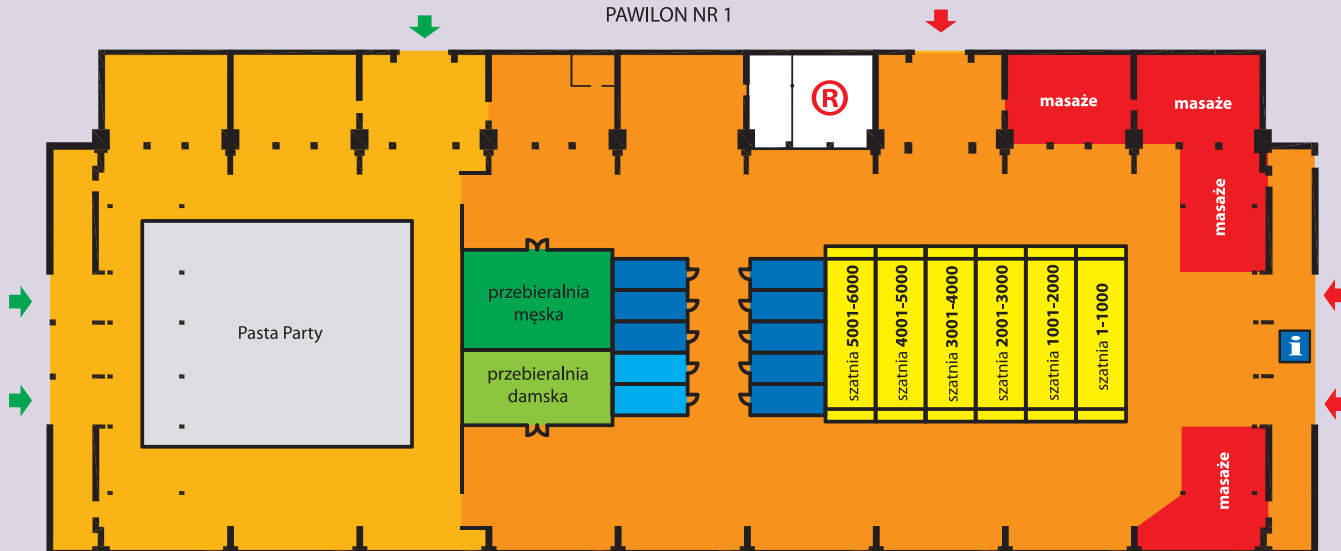 PAWILON NR 1
®
masaże
masaże
masaże
przebieralnia
męska
Pasta Party
przebieralnia
damska
szatnia 5001-6000
szatnia 4001-5000
szatnia 3001-4000
szatnia 2001-3000
szatnia 1001-2000
szatnia 1-1000
i
masaże